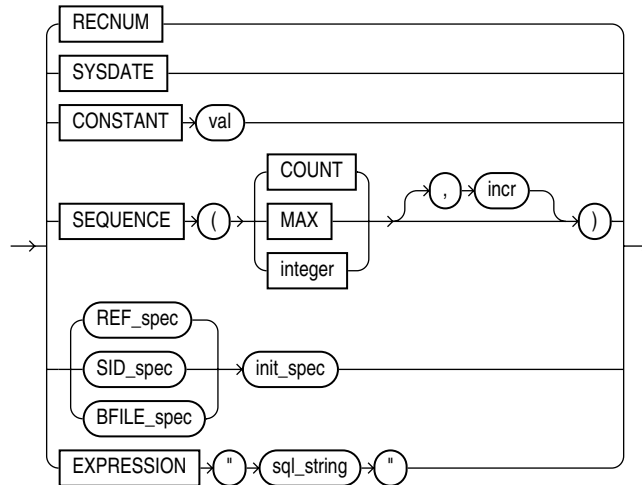 RECNUM
SYSDATE
CONSTANT val
COUNT
, incr
SEQUENCE ( MAX )
integer
REF_spec
SID_spec init_spec
BFILE_spec
EXPRESSION " sql_string "